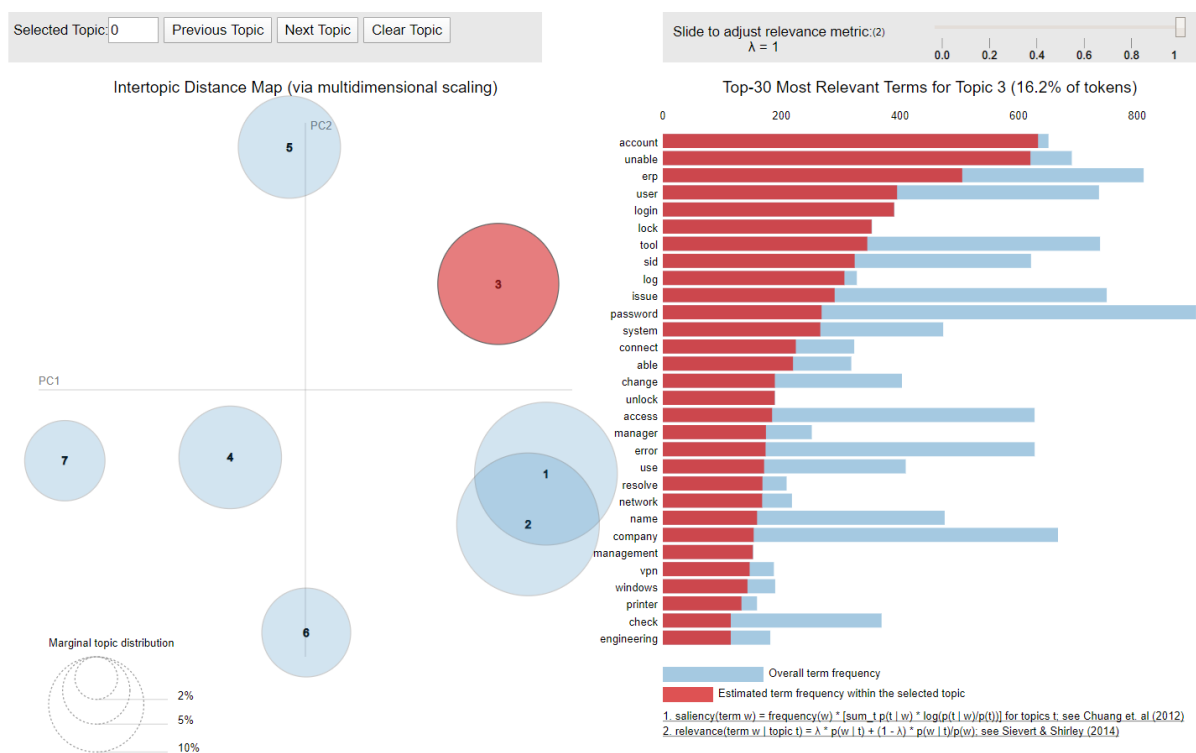 Selected Topic: 0 Previous Topic Next Topic Clear Topic
Slide to adjust relevance metric:(2)
λ = 1
0.0 0.2 0.4 0.6 0.8 1
Intertopic Distance Map (via multidimensional scaling)
PC2
PC1
5
3
7
4
1
2
6
Marginal topic distribution
2%
5%
10%
Top-30 Most Relevant Terms for Topic 3 (16.2% of tokens)
0 200 400 600 800
account
unable
erp
user
login
lock
tool
sid
log
issue
password
system
connect
able
change
unlock
access
manager
error
use
resolve
network
name
company
management
vpn
windows
printer
check
engineering
Overall term frequency
Estimated term frequency within the selected topic
1. saliency(term w) = frequency(w) * [sum_t p(t | w) * log(p(t | w)/p(t))] for topics t; see Chuang et. al (2012)
2. relevance(term w | topic t) = λ * p(w | t) + (1 - λ) * p(w | t)/p(w); see Sievert & Shirley (2014)